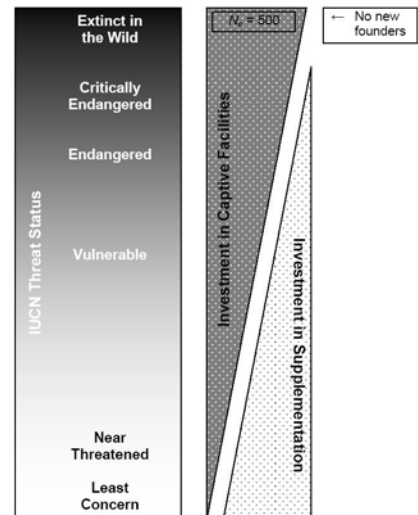 Extinct in
the Wild
Critically
Endangered
Endangered
Vulnerable
Near
Threatened
Least
Concern
IUCN Threat Status
Nₑ = 500
Investment in Captive Facilities
Investment in Supplementation
← No new
founders